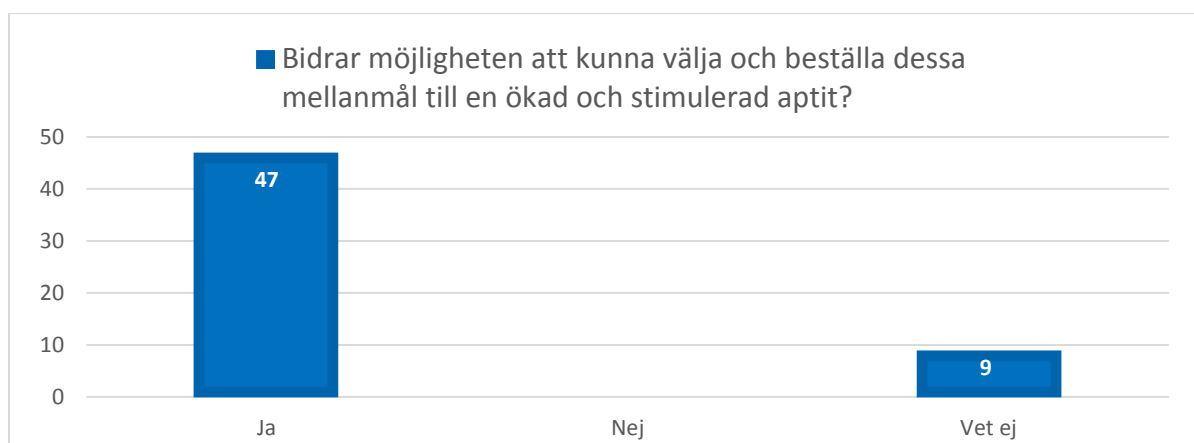 Bidrar möjligheten att kunna välja och beställa dessa
mellanmål till en ökad och stimulerad aptit?
50
40
30
20
10
0
47
9
Ja
Nej
Vet ej